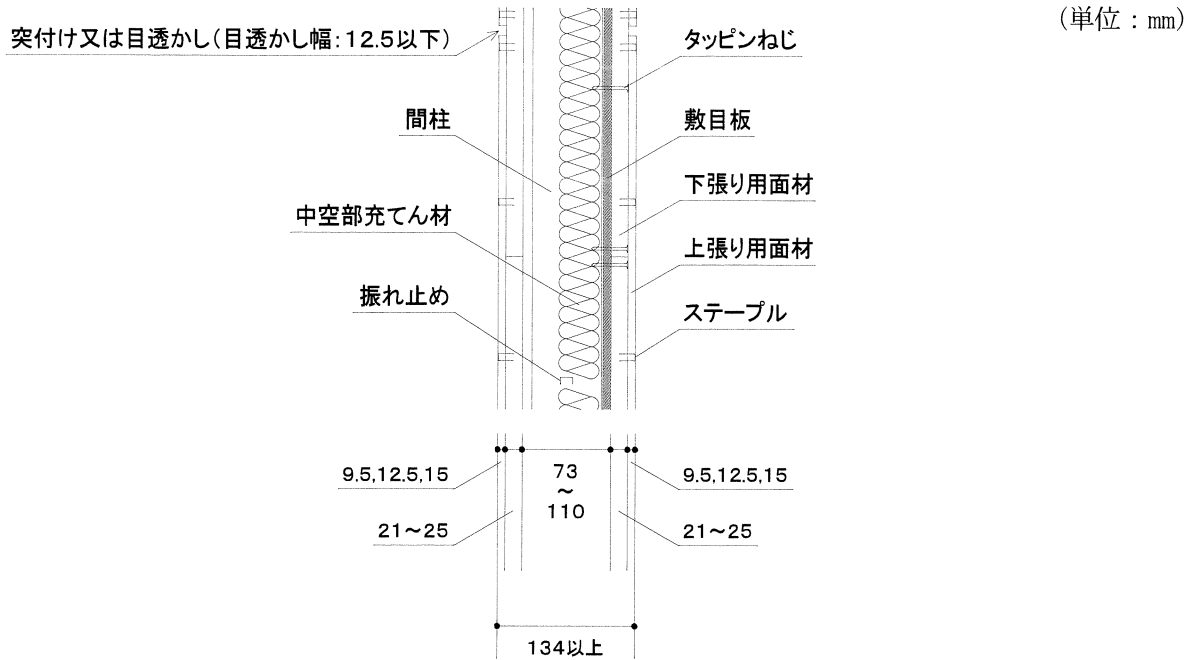 (単位：mm)
突付け又は目透かし(目透かし幅：12.5以下)
タッピンねじ
間柱
敷目板
下張り用面材
中空部充てん材
上張り用面材
振れ止め
ステープル
9.5,12.5,15
73
～
110
9.5,12.5,15
21～25
21～25
134以上